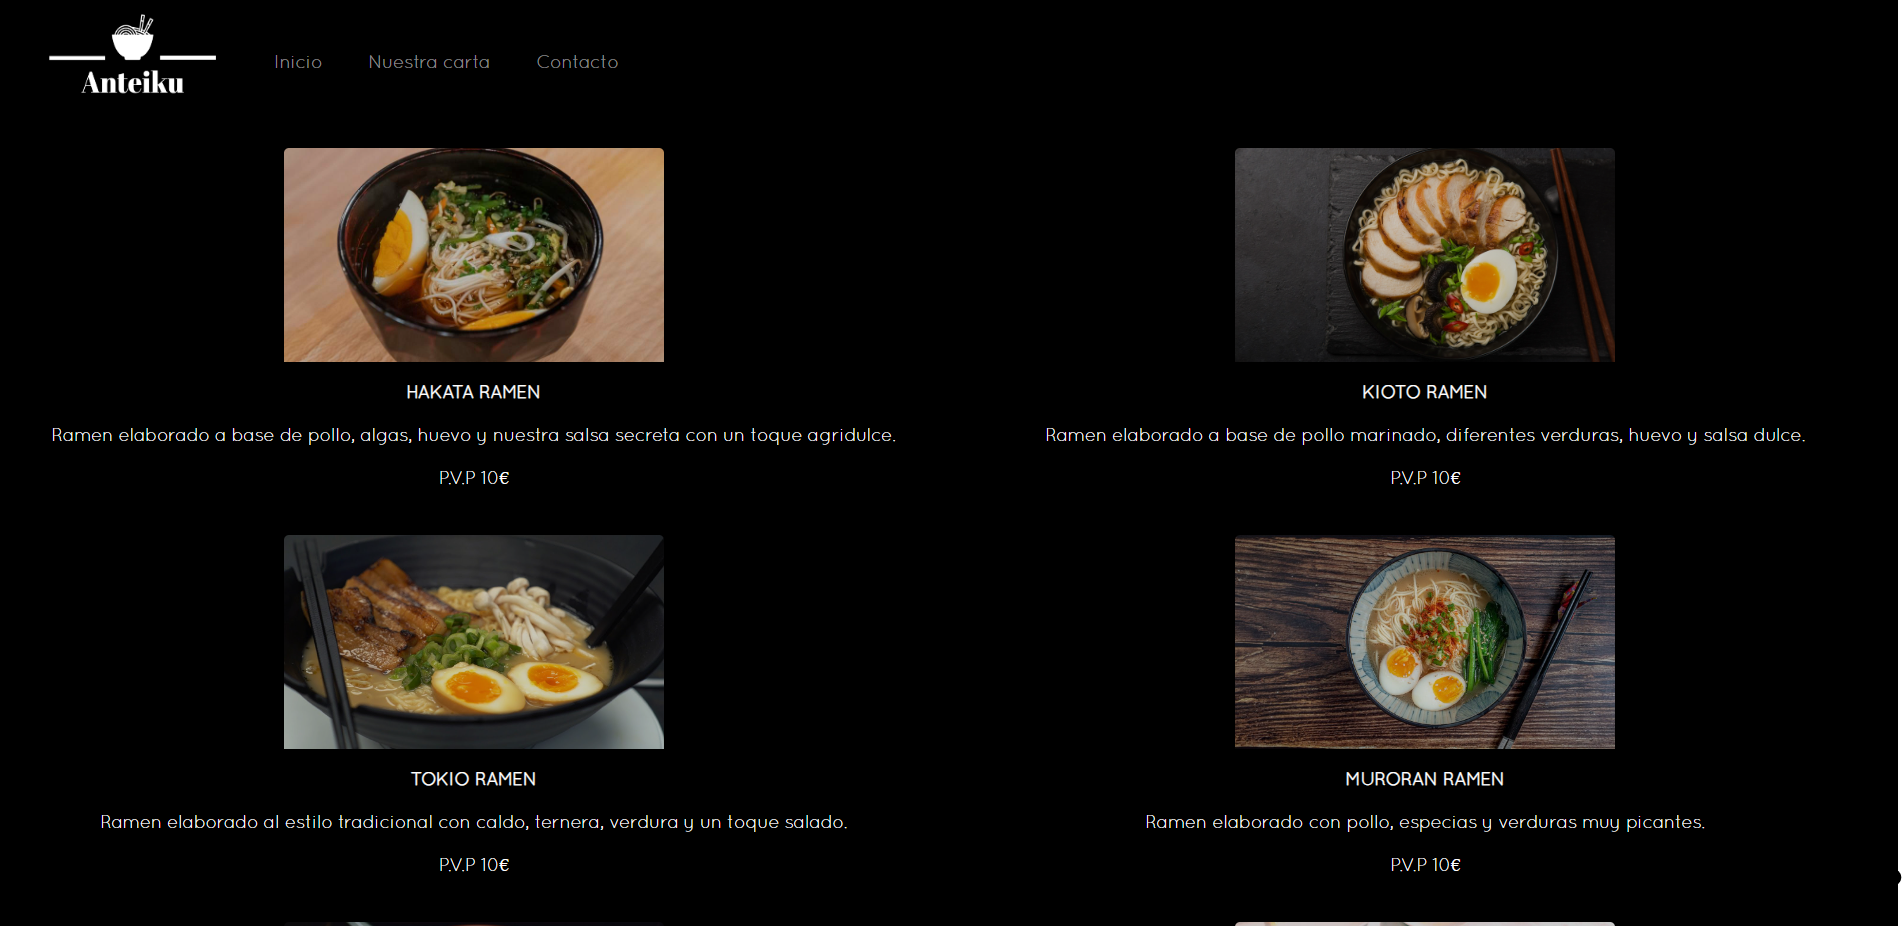 Anteiku
Inicio
Nuestra carta
Contacto
HAKATA RAMEN
Ramen elaborado a base de pollo, algas, huevo y nuestra salsa secreta con un toque agridulce.
P.V.P 10€
KIOTO RAMEN
Ramen elaborado a base de pollo marinado, diferentes verduras, huevo y salsa dulce.
P.V.P 10€
TOKIO RAMEN
Ramen elaborado al estilo tradicional con caldo, ternera, verdura y un toque salado.
P.V.P 10€
MURORAN RAMEN
Ramen elaborado con pollo, especias y verduras muy picantes.
P.V.P 10€